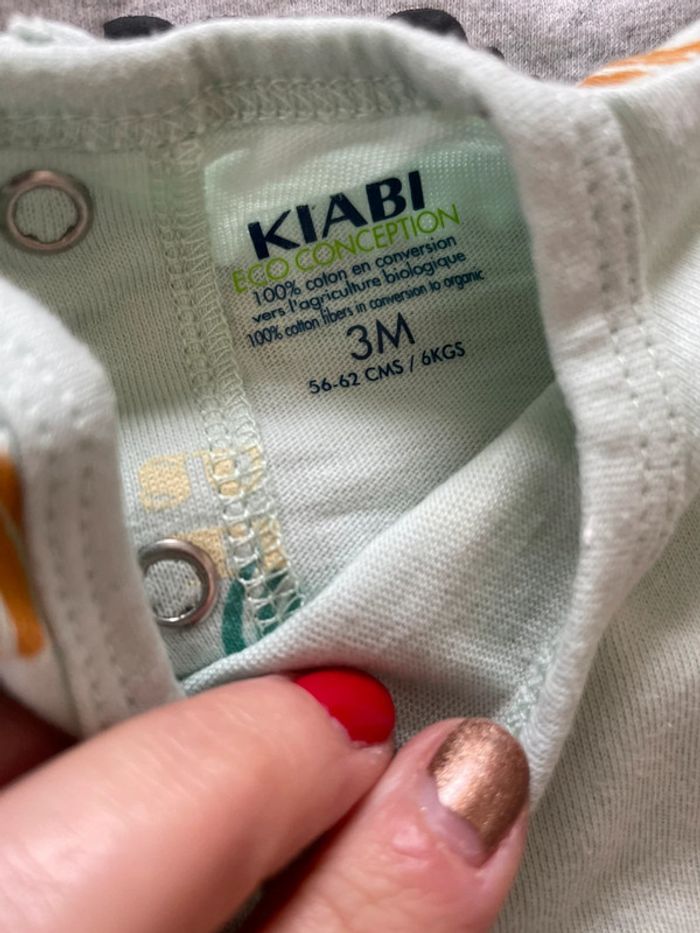 KIABI
ECO CONCEPTION
100% coton en conversion
vers l'agriculture biologique
100% cotton fibers in conversion to organic
3M
56-62 CMS / 6KGS